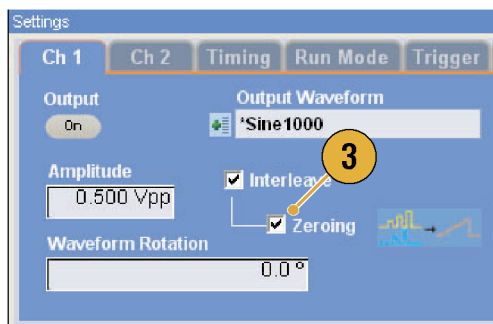 Settings
Ch 1 Ch 2 Timing Run Mode Trigger
Output Output Waveform
On *Sine1000
3
Amplitude Interleave
0.500 Vpp
Zeroing
Waveform Rotation
0.0 °